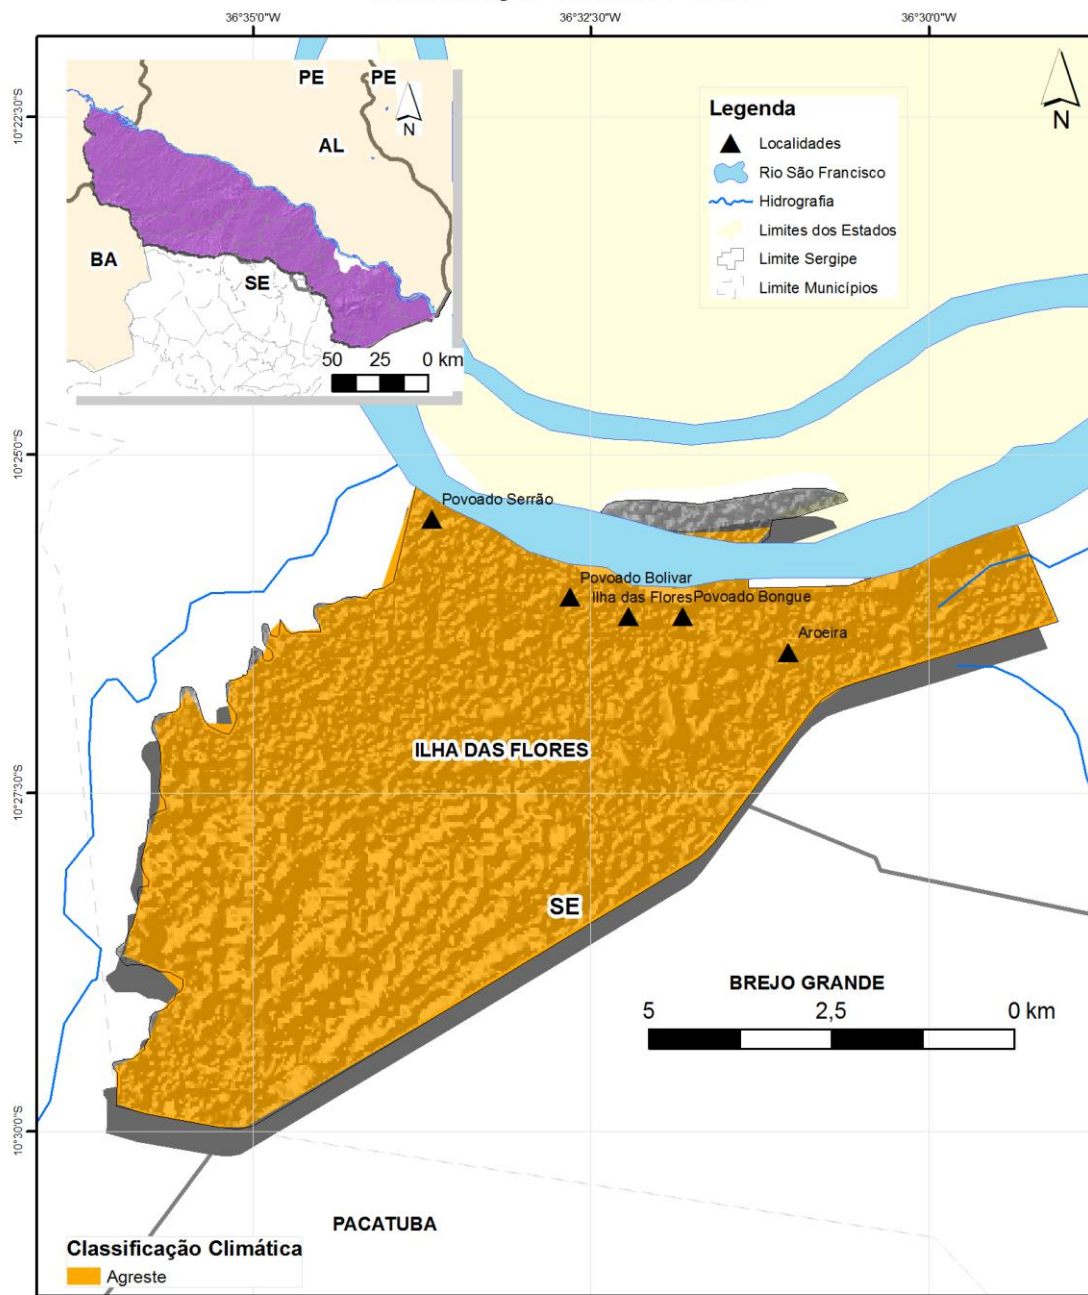 36°35'0"W
36°32'30"W
36°30'0"W
10°22'30"S
10°25'0"S
10°27'30"S
10°30'0"S
PE
PE
N
AL
BA
SE
50 25 0 km
Legenda
Localidades
Rio São Francisco
Hidrografia
Limites dos Estados
Limite Sergipe
Limite Municípios
N
Povoado Serrão
Povoado Bolivar
Ilha das Flores
Povoado Bongue
Aroeira
ILHA DAS FLORES
SE
BREJO GRANDE
5 2,5 0 km
PACATUBA
Classificação Climática
Agreste